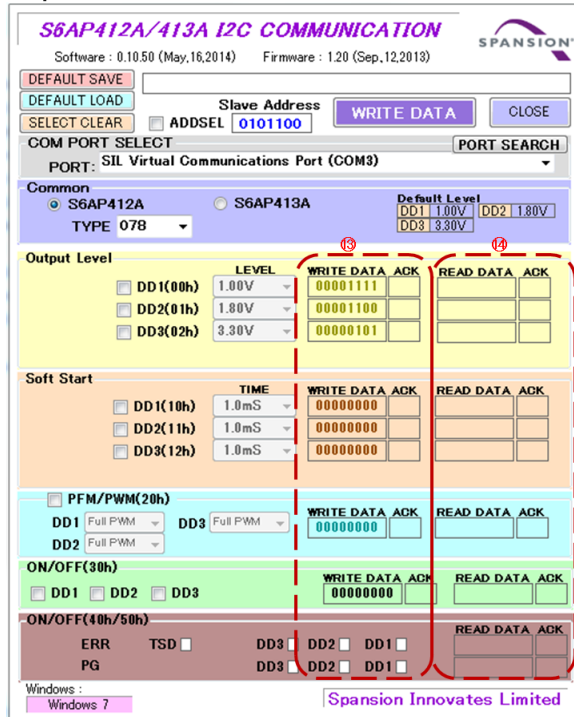 S6AP412A/413A I2C COMMUNICATION
SPANSION
Software : 0.10.50 (May,16,2014) Firmware : 1.20 (Sep,12,2013)
DEFAULT SAVE
DEFAULT LOAD
Slave Address
WRITE DATA
CLOSE
SELECT CLEAR
ADDSEL 0101100
COM PORT SELECT
PORT SEARCH
PORT: SIL Virtual Communications Port (COM3)
Common
S6AP412A
S6AP413A
Default Level
DD1 1.00V DD2 1.80V
TYPE 078
DD3 3.30V
⑬ ⑭
Output Level
LEVEL WRITE DATA ACK READ DATA ACK
DD1(00h) 1.00V 00001111
DD2(01h) 1.80V 00001100
DD3(02h) 3.30V 00000101
Soft Start
TIME WRITE DATA ACK READ DATA ACK
DD1(10h) 1.0mS 00000000
DD2(11h) 1.0mS 00000000
DD3(12h) 1.0mS 00000000
PFM/PWM(20h)
WRITE DATA ACK READ DATA ACK
DD1 Full PWM DD3 Full PWM 00000000
DD2 Full PWM
ON/OFF(30h)
WRITE DATA ACK READ DATA ACK
DD1 DD2 DD3 00000000
ON/OFF(40h/50h)
READ DATA ACK
ERR TSD DD3 DD2 DD1
PG DD3 DD2 DD1
Windows :
Windows 7
Spansion Innovates Limited